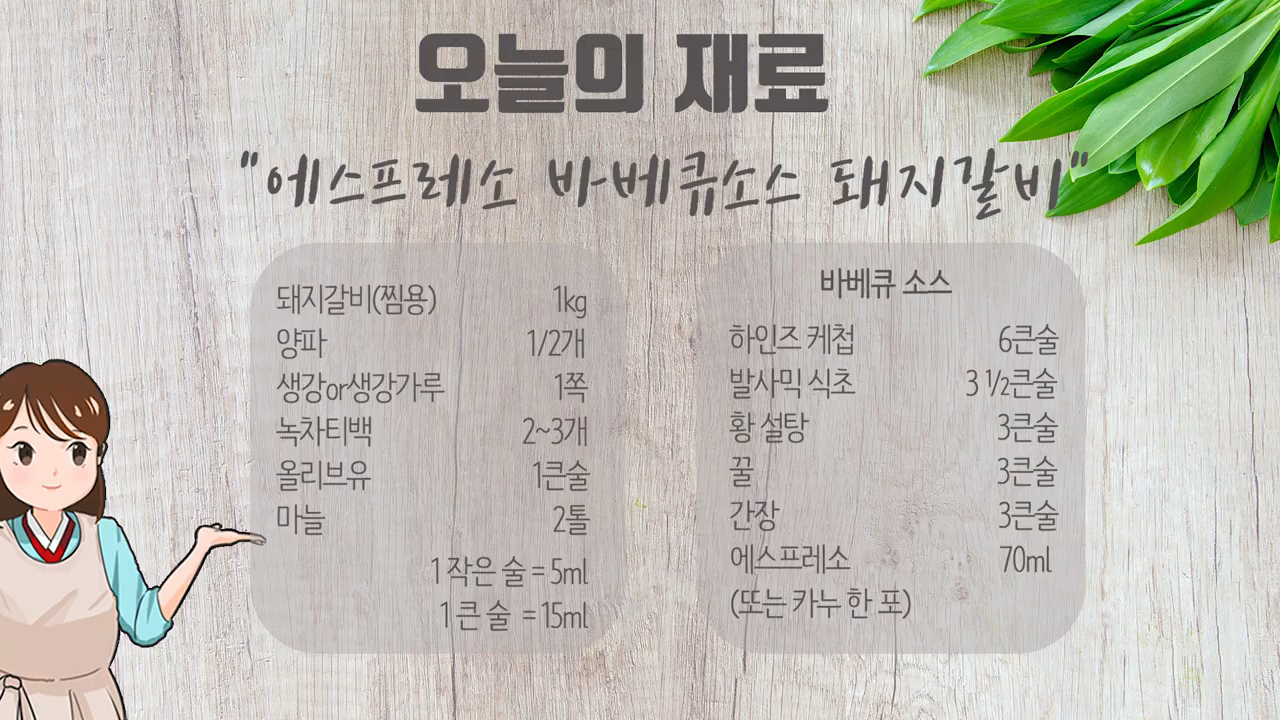 오늘의 재료
"에스프레소 바베큐소스 돼지갈비"
돼지갈비(찜용) 1kg
양파 1/2개
생강or생강가루 1쪽
녹차티백 2~3개
올리브유 1큰술
마늘 2톨
1 작은 술 = 5ml
1 큰 술 = 15ml
바베큐 소스
하인즈 케첩 6큰술
발사믹 식초 3 ½큰술
황 설탕 3큰술
꿀 3큰술
간장 3큰술
에스프레소 70ml
(또는 카누 한 포)